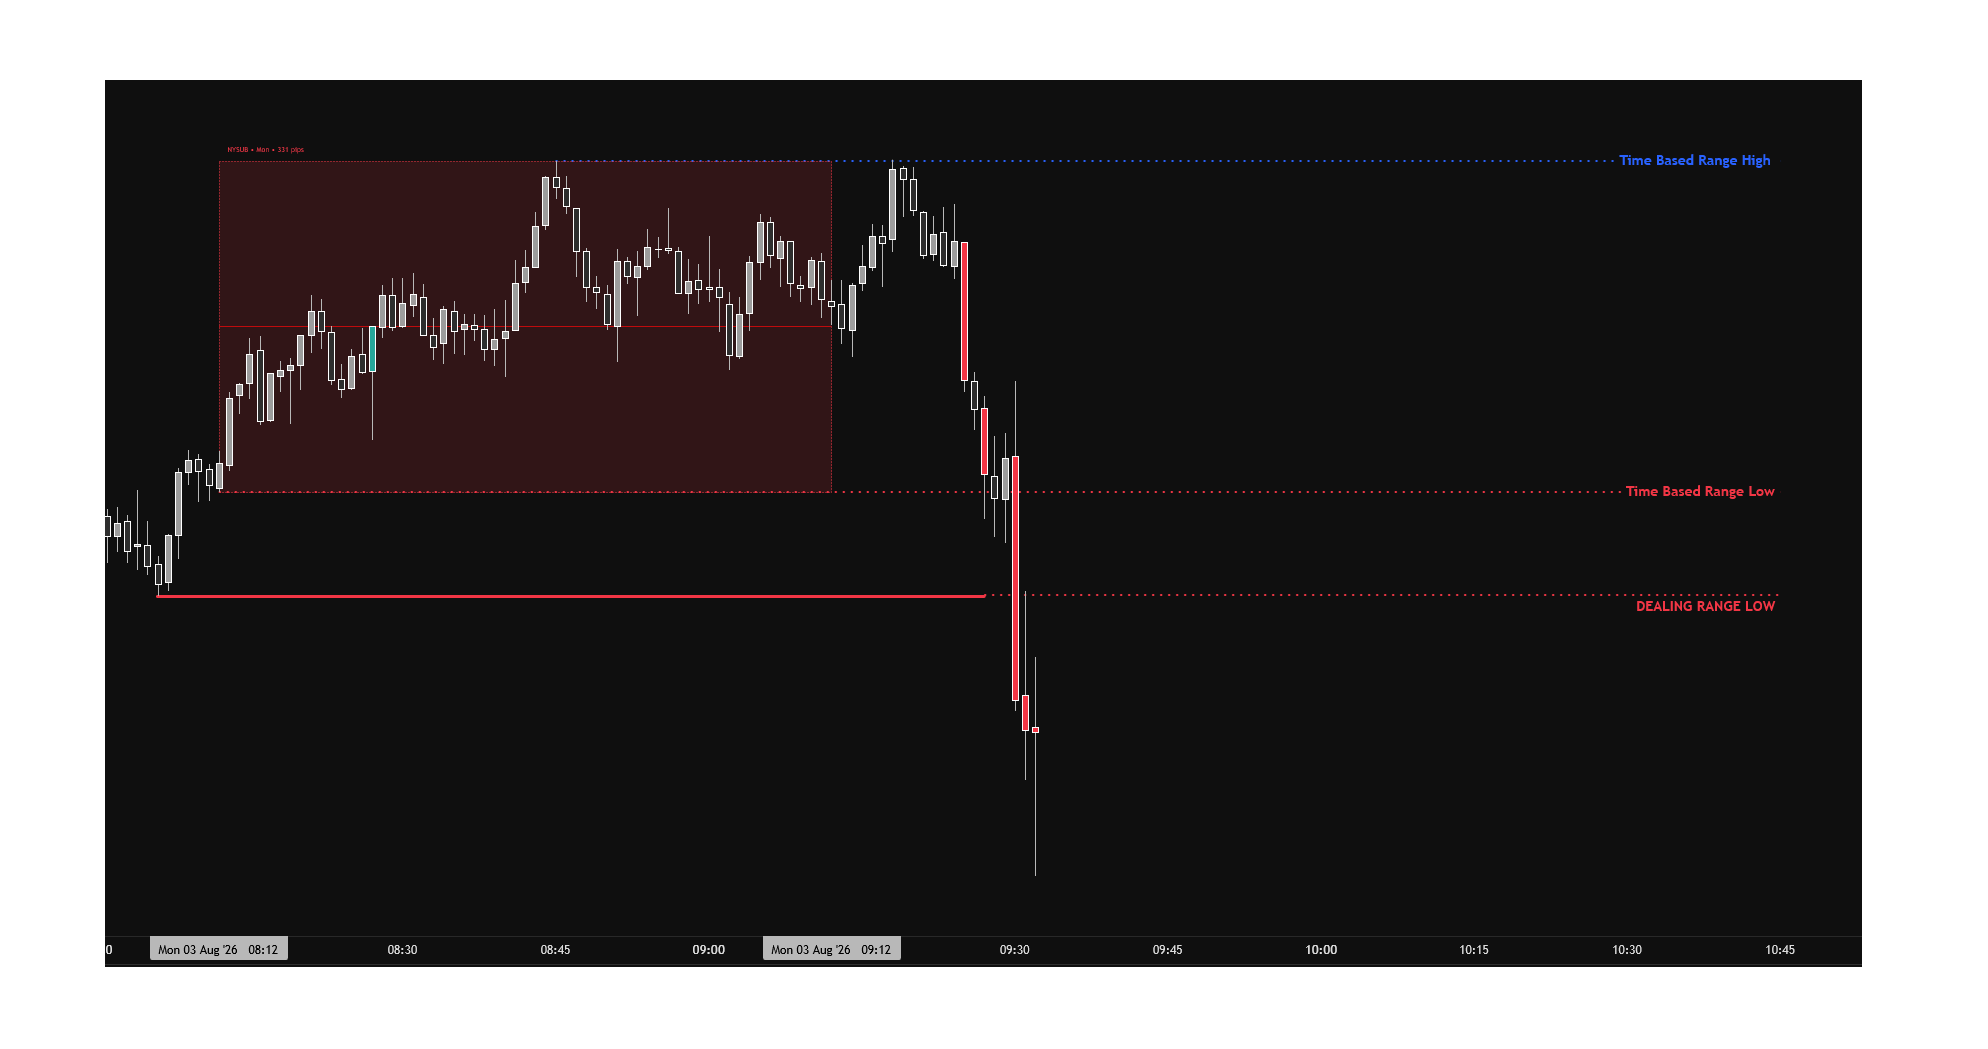 NYSUB • Mon • 331 pips
Time Based Range High
Time Based Range Low
DEALING RANGE LOW
0
Mon 03 Aug '26 08:12
08:30
08:45
09:00
Mon 03 Aug '26 09:12
09:30
09:45
10:00
10:15
10:30
10:45